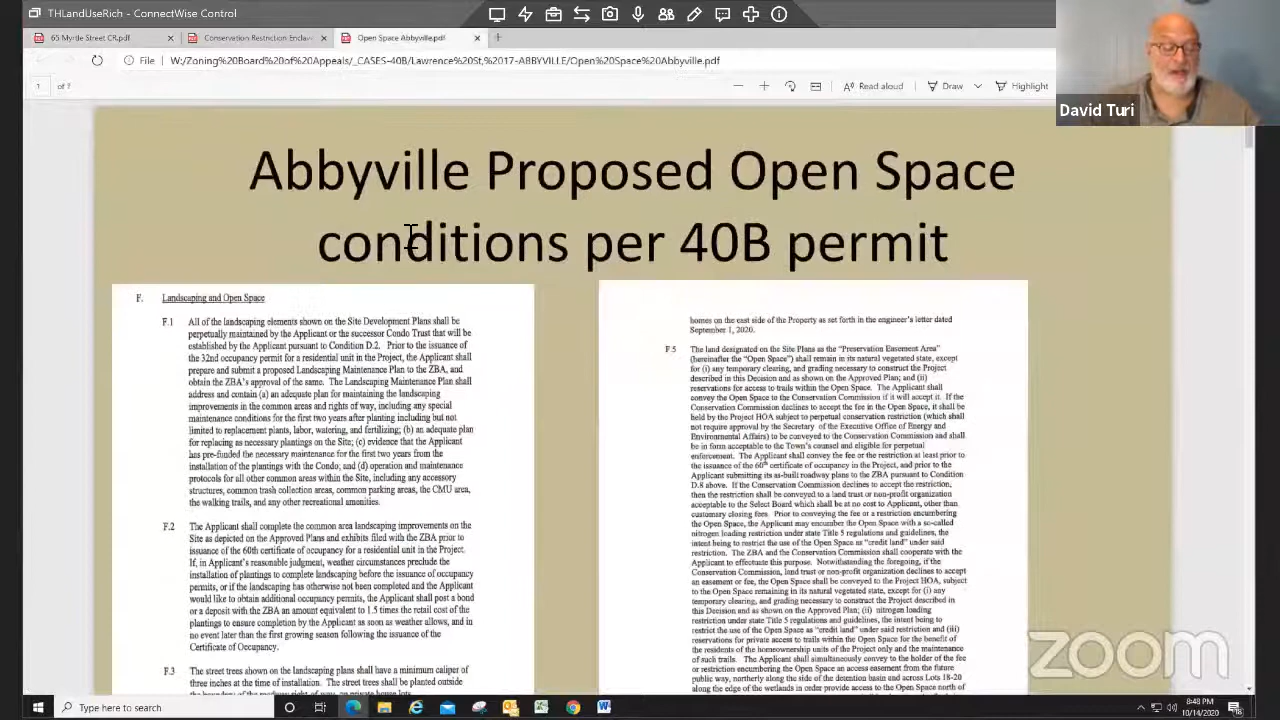 THLandUseRich - ConnectWise Control
65 Myrtle Street CR.pdf
Conservation Restriction Enclav
Open Space Abbyville.pdf
File
W:/Zoning%20Board%20of%20Appeals/_CASES-40B/Lawrence%20St,%2017-ABBYVILLE/Open%20Space%20Abbyville.pdf
1 of 7
Read aloud
Draw
Highlight
David Turi
Abbyville Proposed Open Space
conditions per 40B permit
F. Landscaping and Open Space
F.1 All of the landscaping elements shown on the Site Development Plans shall be
perpetually maintained by the Applicant or the successor Condo Trust that will be
established by the Applicant pursuant to Condition D.2. Prior to the issuance of
the 32nd occupancy permit for a residential unit in the Project, the Applicant shall
prepare and submit a proposed Landscaping Maintenance Plan to the ZBA, and
obtain the ZBA's approval of the same. The Landscaping Maintenance Plan shall
address and contain (a) an adequate plan for maintaining the landscaping
improvements in the common areas and rights of way, including any special
maintenance conditions for the first two years after planting including but not
limited to replacement plants, labor, watering, and fertilizing; (b) an adequate plan
for replacing as necessary plantings on the Site; (c) evidence that the Applicant
has pre-funded the necessary maintenance for the first two years from the
installation of the plantings with the Condo; and (d) operation and maintenance
protocols for all other common areas within the Site, including any accessory
structures, common trash collection areas, common parking areas, the CMU area,
the walking trails, and any other recreational amenities.
F.2 The Applicant shall complete the common area landscaping improvements on the
Site as depicted on the Approved Plans and exhibits filed with the ZBA prior to
issuance of the 60th certificate of occupancy for a residential unit in the Project.
If, in Applicant's reasonable judgment, weather circumstances preclude the
installation of plantings to complete landscaping before the issuance of occupancy
permits, or if the landscaping has otherwise not been completed and the Applicant
would like to obtain additional occupancy permits, the Applicant shall post a bond
or a deposit with the ZBA an amount equivalent to 1.5 times the retail cost of the
plantings to ensure completion by the Applicant as soon as weather allows, and in
no event later than the first growing season following the issuance of the
Certificate of Occupancy.
F.3 The street trees shown on the landscaping plans shall have a minimum caliper of
three inches at the time of installation. The street trees shall be planted outside
the boundary of the roadway right of way, on private house lots.
homes on the east side of the Property as set forth in the engineer's letter dated
September 1, 2020.
F.5 The land designated on the Site Plans as the "Preservation Easement Area"
(hereinafter the "Open Space") shall remain in its natural vegetated state, except
for (i) any temporary clearing, and grading necessary to construct the Project
described in this Decision and as shown on the Approved Plan; and (ii)
reservations for access to trails within the Open Space. The Applicant shall
convey the Open Space to the Conservation Commission if it will accept it. If the
Conservation Commission declines to accept the fee in the Open Space, it shall be
held by the Project HOA subject to perpetual conservation restriction (which shall
not require approval by the Secretary of the Executive Office of Energy and
Environmental Affairs) to be conveyed to the Conservation Commission and shall
be in form acceptable to the Town's counsel and eligible for perpetual
enforcement. The Applicant shall convey the fee or the restriction at least prior to
the issuance of the 60th certificate of occupancy in the Project, and prior to the
Applicant submitting its as-built roadway plans to the ZBA pursuant to Condition
D.8 above. If the Conservation Commission declines to accept the restriction,
then the restriction shall be conveyed to a land trust or non-profit organization
acceptable to the Select Board which shall be at no cost to Applicant, other than
customary closing fees. Prior to conveying the fee or a restriction encumbering
the Open Space, the Applicant may encumber the Open Space with a so-called
nitrogen loading restriction under state Title 5 regulations and guidelines, the
intent being to restrict the use of the Open Space as "credit land" under said
restriction. The ZBA and the Conservation Commission shall cooperate with the
Applicant to effectuate this purpose. Notwithstanding the foregoing, if the
Conservation Commission, land trust or non-profit organization declines to accept
an easement or fee, the Open Space shall be conveyed to the Project HOA, subject
to the Open Space remaining in its natural vegetated state, except for (i) any
temporary clearing, and grading necessary to construct the Project described in
this Decision and as shown on the Approved Plan; (ii) nitrogen loading
restriction under state Title 5 regulations and guidelines, the intent being to
restrict the use of the Open Space as "credit land" under said restriction and (iii)
reservations for private access to trails within the Open Space for the benefit of
the residents of the homeownership units of the Project only and the maintenance
of such trails. The Applicant shall simultaneously convey to the holder of the fee
or restriction encumbering the Open Space an access easement from the future
public way, northerly along the side of the detention basin and across Lots 18-20
along the edge of the wetlands in order provide access to the Open Space north of
zoom
Type here to search
8:48 PM
10/14/2020